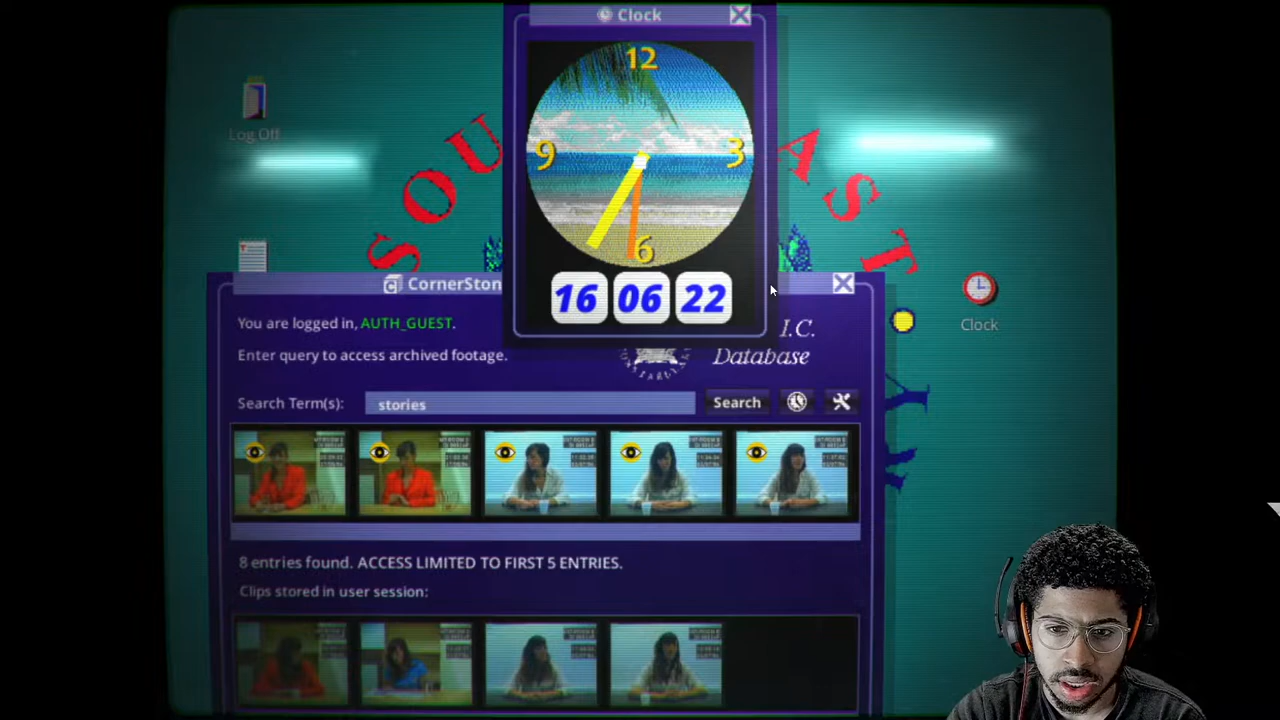 Clock
12
9
3
6
16 06 22
Log Off
SOU
AST
Clock
CornerSton
You are logged in, AUTH_GUEST.
I.C.
Enter query to access archived footage.
Database
Search Term(s):
stories
Search
8 entries found. ACCESS LIMITED TO FIRST 5 ENTRIES.
Clips stored in user session: